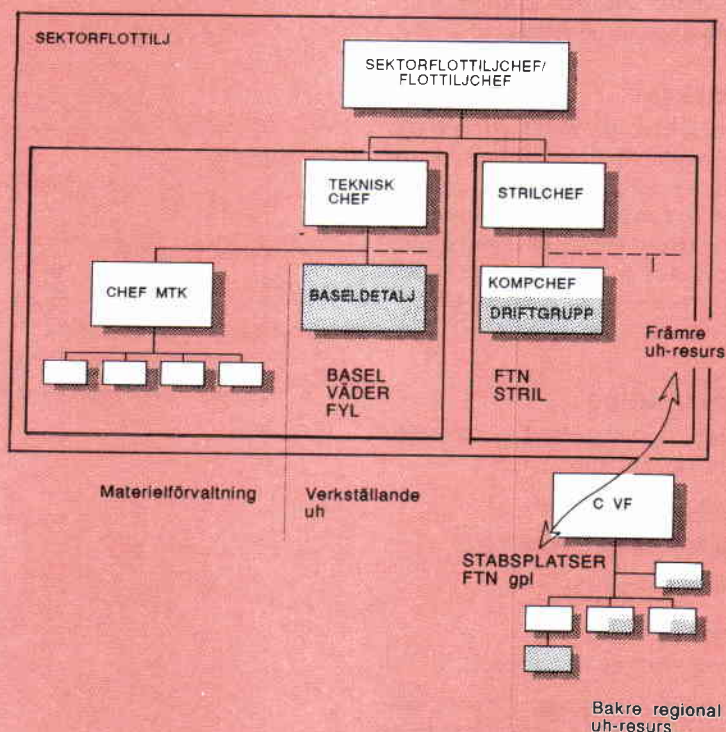 SEKTORFLOTTILJ
SEKTORFLOTTILJCHEF/
FLOTTILJCHEF
TEKNISK
CHEF
STRILCHEF
CHEF MTK
BASELDETALJ
KOMPCHEF
DRIFTGRUPP
Främre
uh-resurs
BASEL
VÄDER
FYL
FTN
STRIL
Materielförvaltning
Verkställande
uh
C VF
STABSPLATSER
FTN gpl
Bakre regional
uh-resurs